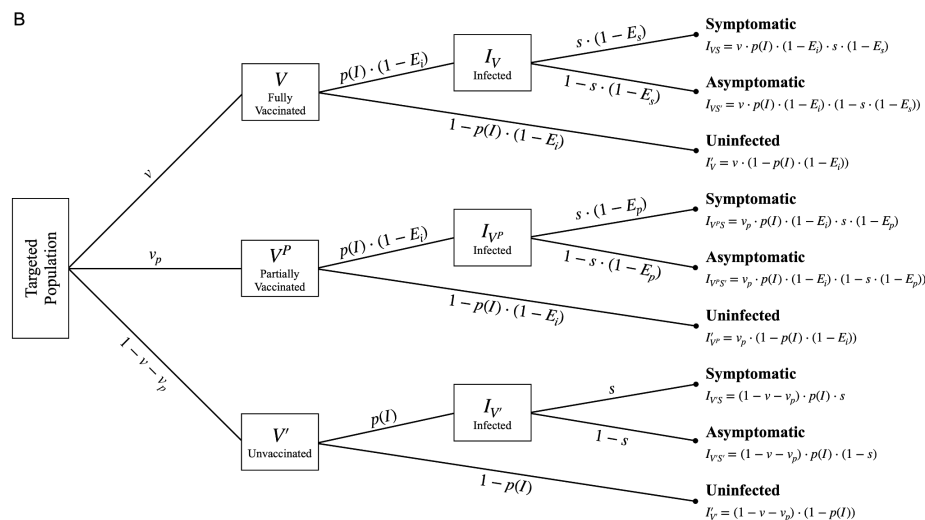 B
Targeted
Population
v
v_p
1 − v − v_p
V
Fully
Vaccinated
p(I) · (1 − E_i)
1 − p(I) · (1 − E_i)
I_V
Infected
s · (1 − E_s)
1 − s · (1 − E_s)
Symptomatic
I_{VS} = v · p(I) · (1 − E_i) · s · (1 − E_s)
Asymptomatic
I_{VS′} = v · p(I) · (1 − E_i) · (1 − s · (1 − E_s))
Uninfected
I′_V = v · (1 − p(I) · (1 − E_i))
V^P
Partially
Vaccinated
p(I) · (1 − E_i)
1 − p(I) · (1 − E_i)
I_{V^P}
Infected
s · (1 − E_p)
1 − s · (1 − E_p)
Symptomatic
I_{V^PS} = v_p · p(I) · (1 − E_i) · s · (1 − E_p)
Asymptomatic
I_{V^PS′} = v_p · p(I) · (1 − E_i) · (1 − s · (1 − E_p))
Uninfected
I′_{V^P} = v_p · (1 − p(I) · (1 − E_i))
V′
Unvaccinated
p(I)
1 − p(I)
I_{V′}
Infected
s
1 − s
Symptomatic
I_{V′S} = (1 − v − v_p) · p(I) · s
Asymptomatic
I_{V′S′} = (1 − v − v_p) · p(I) · (1 − s)
Uninfected
I′_{V′} = (1 − v − v_p) · (1 − p(I))